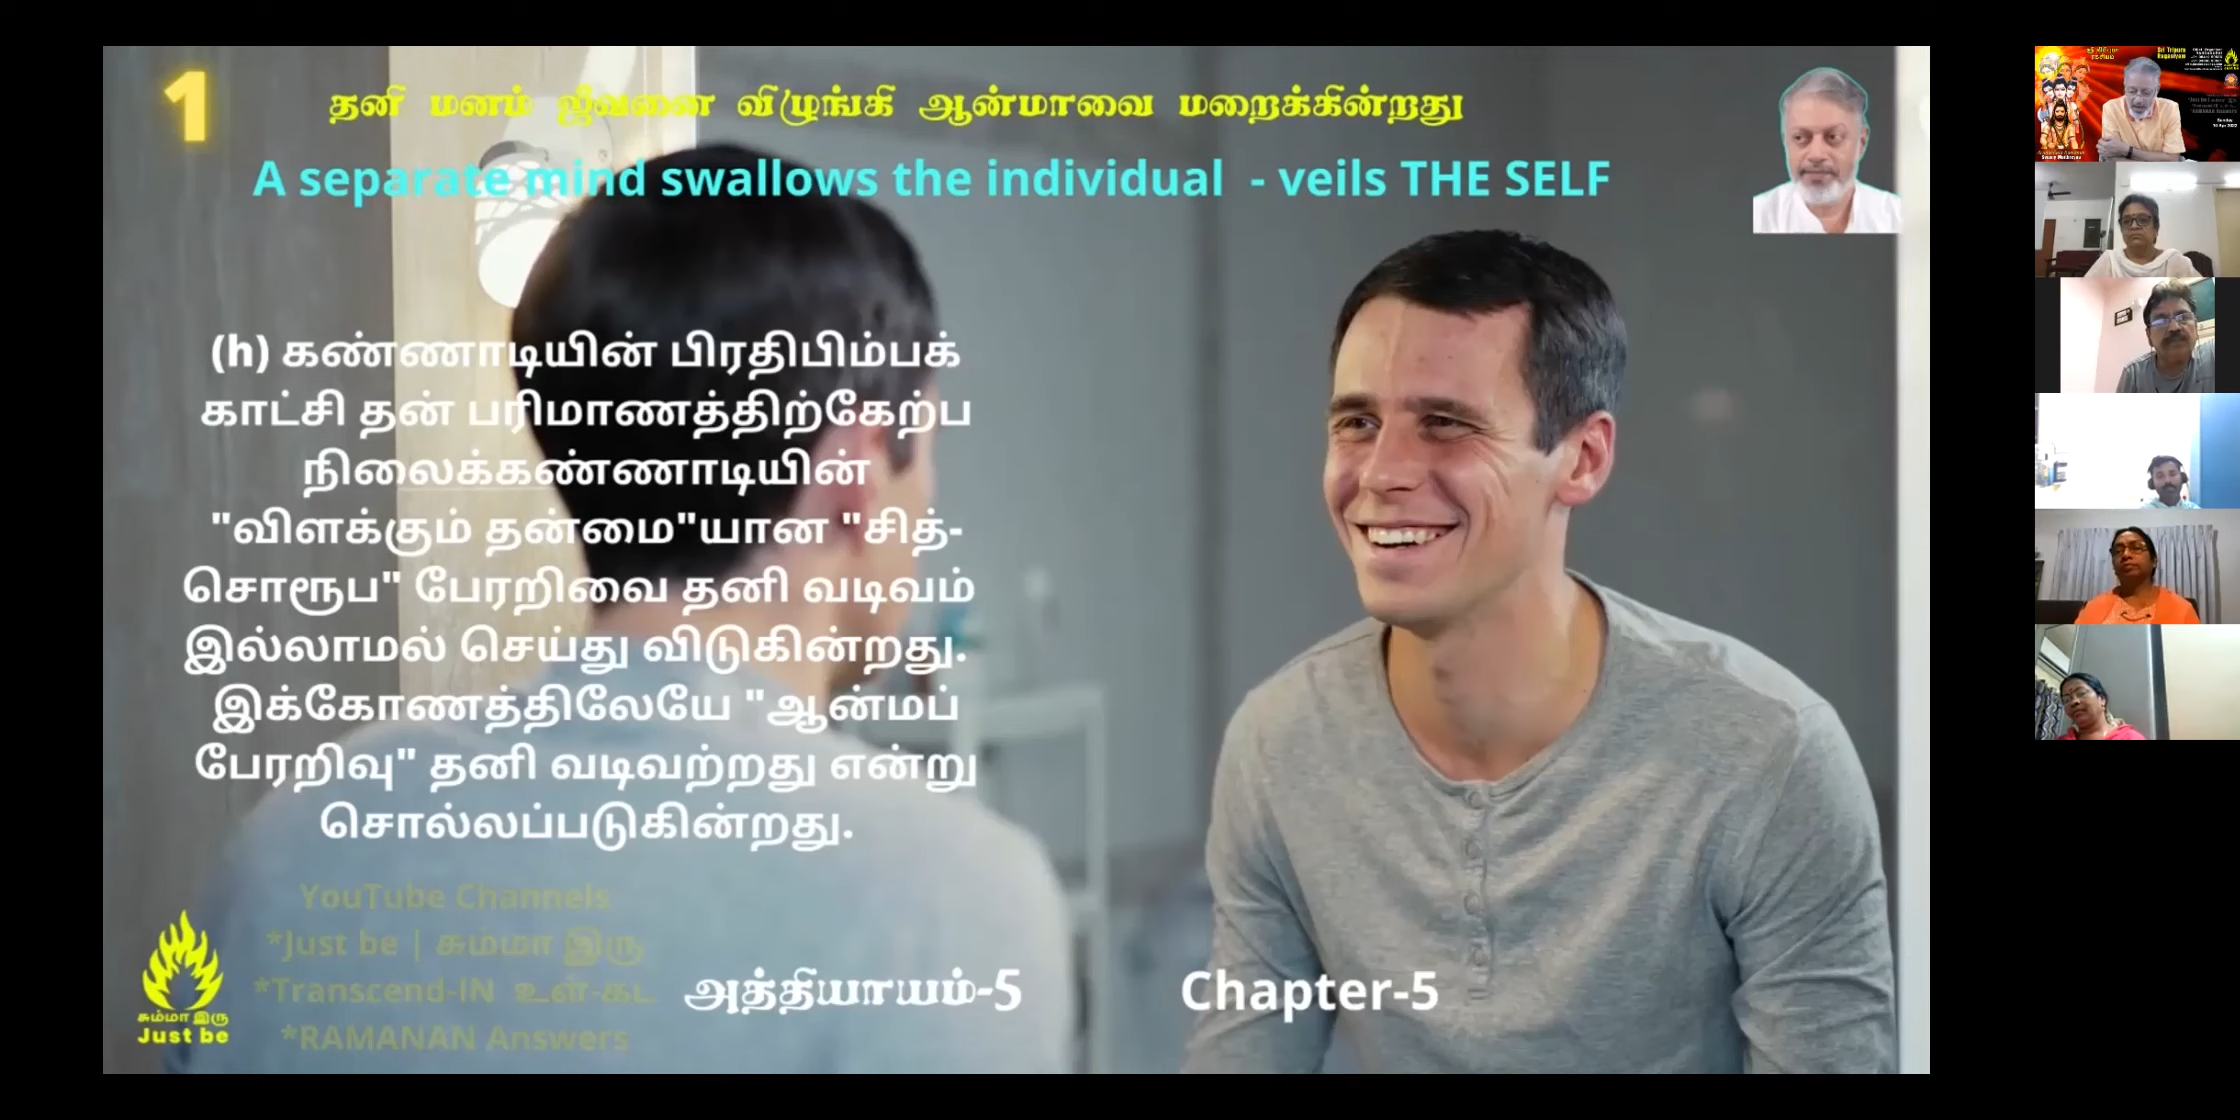 1
தனி மனம் ஜீவனை விழுங்கி ஆன்மாவை மறைக்கின்றது
A separate mind swallows the individual - veils THE SELF
(h) கண்ணாடியின் பிரதிபிம்பக்
காட்சி தன் பரிமாணத்திற்கேற்ப
நிலைக்கண்ணாடியின்
"விளக்கும் தன்மை"யான "சித்-
சொரூப" பேரறிவை தனி வடிவம்
இல்லாமல் செய்து விடுகின்றது.
இக்கோணத்திலேயே "ஆன்மப்
பேரறிவு" தனி வடிவற்றது என்று
சொல்லப்படுகின்றது.
YouTube Channels
*Just be | சும்மா இரு
*Transcend-IN உள்-கட
*RAMANAN Answers
சும்மா இரு
Just be
அத்தியாயம்-5
Chapter-5
Sri Tripura